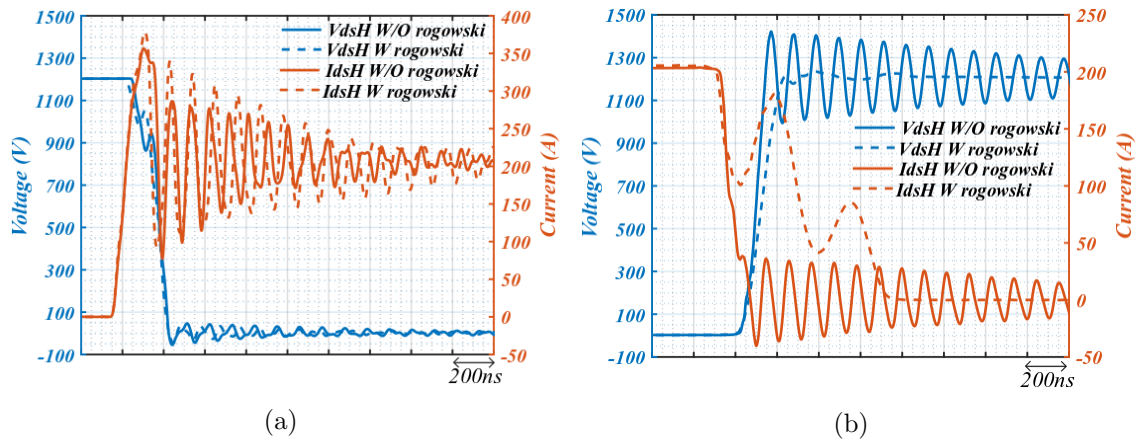 1500
1300
1100
900
700
500
300
100
-100
Voltage (V)
400
350
300
250
200
150
100
50
0
-50
Current (A)
VdsH W/O rogowski
VdsH W rogowski
IdsH W/O rogowski
IdsH W rogowski
200ns
(a)
1500
1300
1100
900
700
500
300
100
-100
Voltage (V)
250
200
150
100
50
0
-50
Current (A)
VdsH W/O rogowski
VdsH W rogowski
IdsH W/O rogowski
IdsH W rogowski
200ns
(b)